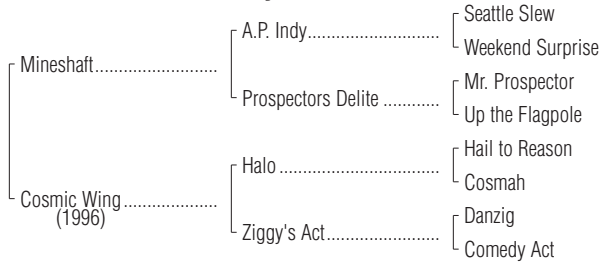 Seattle Slew
A.P. Indy..............................
Weekend Surprise
Mineshaft............................
Mr. Prospector
Prospectors Delite .............
Up the Flagpole
Hail to Reason
Halo .....................................
Cosmah
Cosmic Wing......................
(1996)
Danzig
Ziggy's Act..........................
Comedy Act